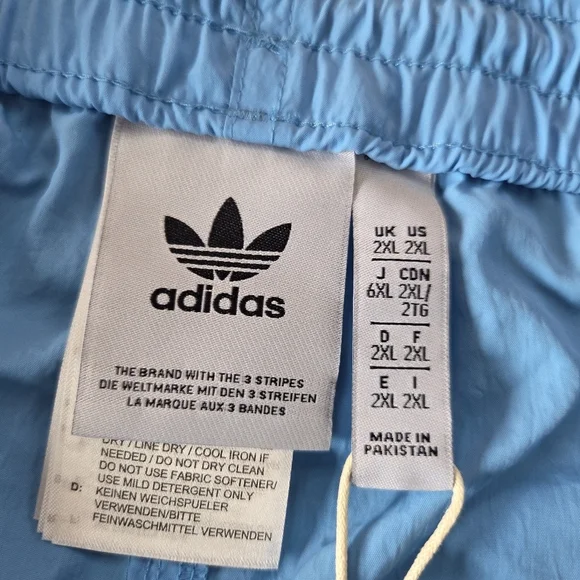 adidas
THE BRAND WITH THE 3 STRIPES
DIE WELTMARKE MIT DEN 3 STREIFEN
LA MARQUE AUX 3 BANDES
UK US
2XL 2XL
J CDN
6XL 2XL/
2TG
D F
2XL 2XL
E I
2XL 2XL
MADE IN
PAKISTAN
DRY / LINE DRY / COOL IRON IF
NEEDED / DO NOT DRY CLEAN
DO NOT USE FABRIC SOFTENER/
USE MILD DETERGENT ONLY
D: KEINEN WEICHSPUELER
VERWENDEN/BITTE
FEINWASCHMITTEL VERWENDEN